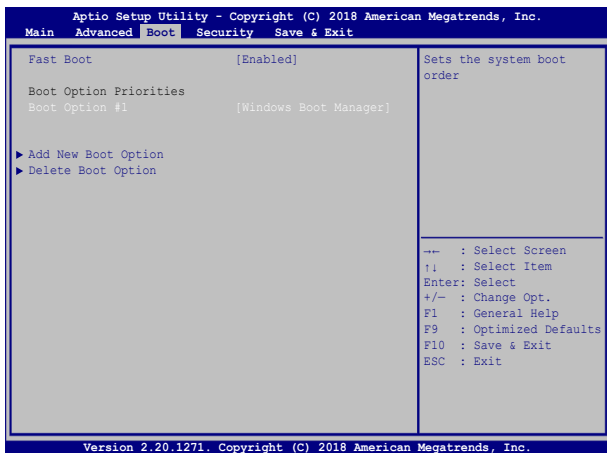 Aptio Setup Utility - Copyright (C) 2018 American Megatrends, Inc.
Main Advanced Boot Security Save & Exit
Fast Boot [Enabled]
Boot Option Priorities
Boot Option #1 [Windows Boot Manager]
▶ Add New Boot Option
▶ Delete Boot Option
Sets the system boot
order
→← : Select Screen
↑↓ : Select Item
Enter: Select
+/— : Change Opt.
F1 : General Help
F9 : Optimized Defaults
F10 : Save & Exit
ESC : Exit
Version 2.20.1271. Copyright (C) 2018 American Megatrends, Inc.